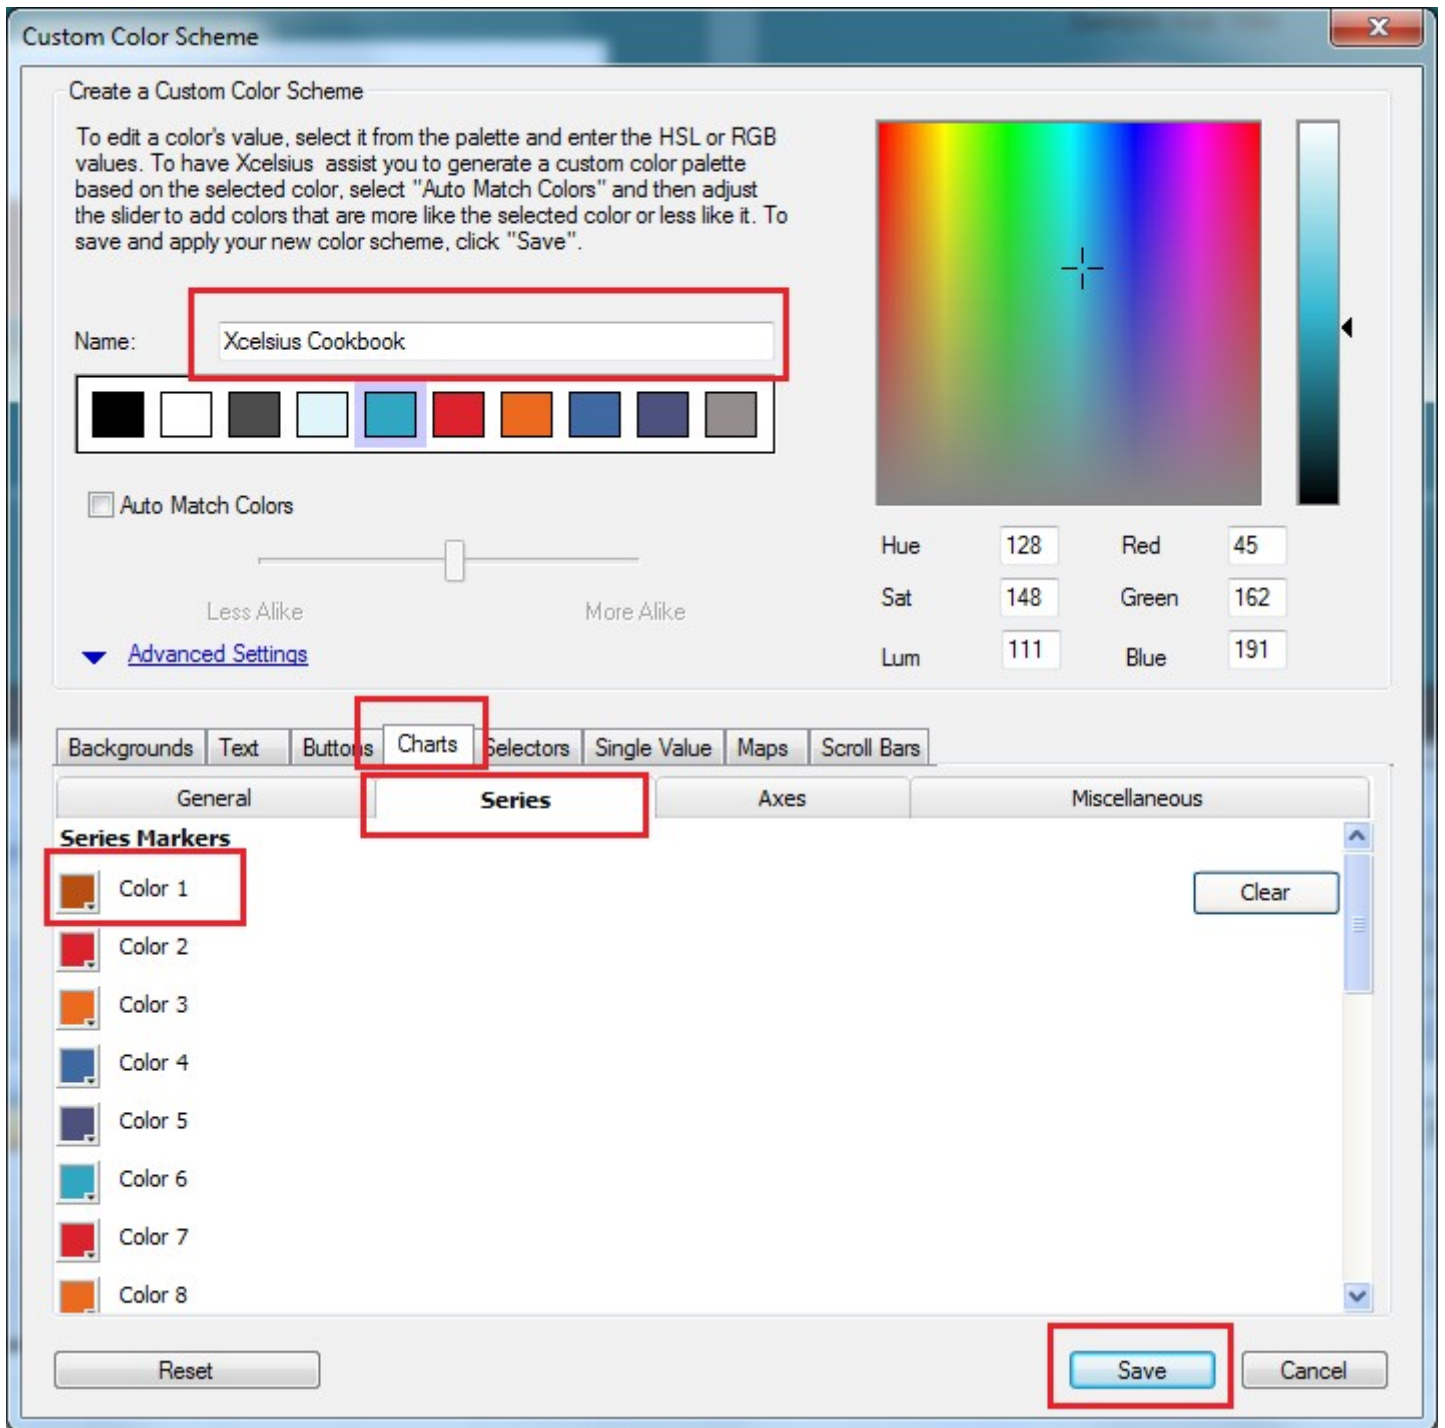 Custom Color Scheme
Create a Custom Color Scheme
To edit a color's value, select it from the palette and enter the HSL or RGB
values. To have Xcelsius assist you to generate a custom color palette
based on the selected color, select "Auto Match Colors" and then adjust
the slider to add colors that are more like the selected color or less like it. To
save and apply your new color scheme, click "Save".
Name: Xcelsius Cookbook
Auto Match Colors
Less Alike More Alike
Advanced Settings
Hue 128 Red 45
Sat 148 Green 162
Lum 111 Blue 191
Backgrounds Text Buttons Charts Selectors Single Value Maps Scroll Bars
General Series Axes Miscellaneous
Series Markers
Color 1 Clear
Color 2
Color 3
Color 4
Color 5
Color 6
Color 7
Color 8
Reset Save Cancel